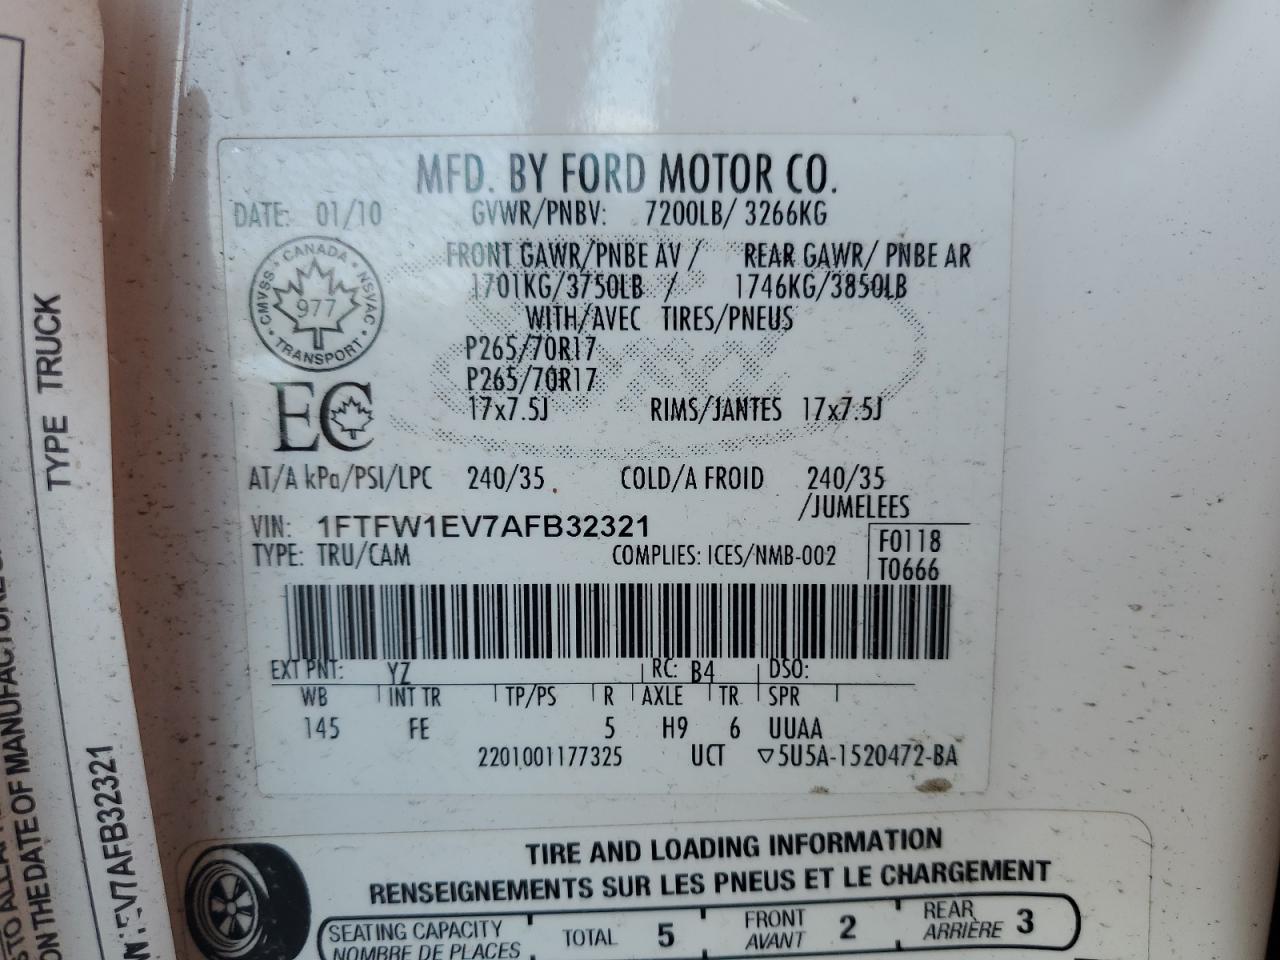 MFD. BY FORD MOTOR CO.
DATE: 01/10 GVWR/PNBV: 7200LB/ 3266KG
FRONT GAWR/PNBE AV / REAR GAWR/ PNBE AR
1701KG/3750LB / 1746KG/3850LB
WITH/AVEC TIRES/PNEUS
P265/70R17
P265/70R17
17x7.5J RIMS/JANTES 17x7.5J
CANADA
CMVSS NSVAC
977
TRANSPORT
EC
AT/A kPa/PSI/LPC 240/35 COLD/A FROID 240/35
/JUMELEES
VIN: 1FTFW1EV7AFB32321
TYPE: TRU/CAM COMPLIES: ICES/NMB-002
F0118
T0666
EXT PNT: YZ RC: B4 DSO:
WB INT TR TP/PS R AXLE TR SPR
145 FE 5 H9 6 UUAA
2201001177325 UCT ▽5U5A-1520472-BA
TIRE AND LOADING INFORMATION
RENSEIGNEMENTS SUR LES PNEUS ET LE CHARGEMENT
SEATING CAPACITY
NOMBRE DE PLACES
TOTAL 5
FRONT
AVANT 2
REAR
ARRIÈRE 3
TYPE TRUCK
ON THE DATE OF MANUFACTURE
EV7AFB32321